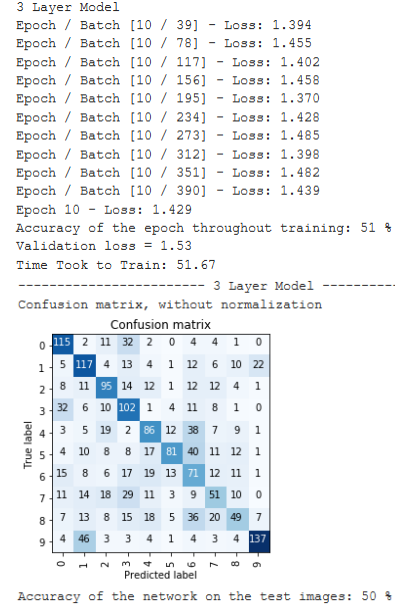 3 Layer Model
Epoch / Batch [10 / 39] - Loss: 1.394
Epoch / Batch [10 / 78] - Loss: 1.455
Epoch / Batch [10 / 117] - Loss: 1.402
Epoch / Batch [10 / 156] - Loss: 1.458
Epoch / Batch [10 / 195] - Loss: 1.370
Epoch / Batch [10 / 234] - Loss: 1.428
Epoch / Batch [10 / 273] - Loss: 1.485
Epoch / Batch [10 / 312] - Loss: 1.398
Epoch / Batch [10 / 351] - Loss: 1.482
Epoch / Batch [10 / 390] - Loss: 1.439
Epoch 10 - Loss: 1.429
Accuracy of the epoch throughout training: 51 %
Validation loss = 1.53
Time Took to Train: 51.67
----------------------- 3 Layer Model ----------
Confusion matrix, without normalization
Confusion matrix
True label
0 115 2 11 32 2 0 4 4 1 0
1 5 117 4 13 4 1 12 6 10 22
2 8 11 95 14 12 1 12 12 4 1
3 32 6 10 102 1 4 11 8 1 0
4 3 5 19 2 86 12 38 7 9 1
5 4 10 8 8 17 81 40 11 12 1
6 15 8 6 17 19 13 71 12 11 1
7 11 14 18 29 11 3 9 51 10 0
8 7 13 8 15 18 5 36 20 49 7
9 4 46 3 3 4 1 4 3 4 137
0 1 2 3 4 5 6 7 8 9
Predicted label
Accuracy of the network on the test images: 50 %